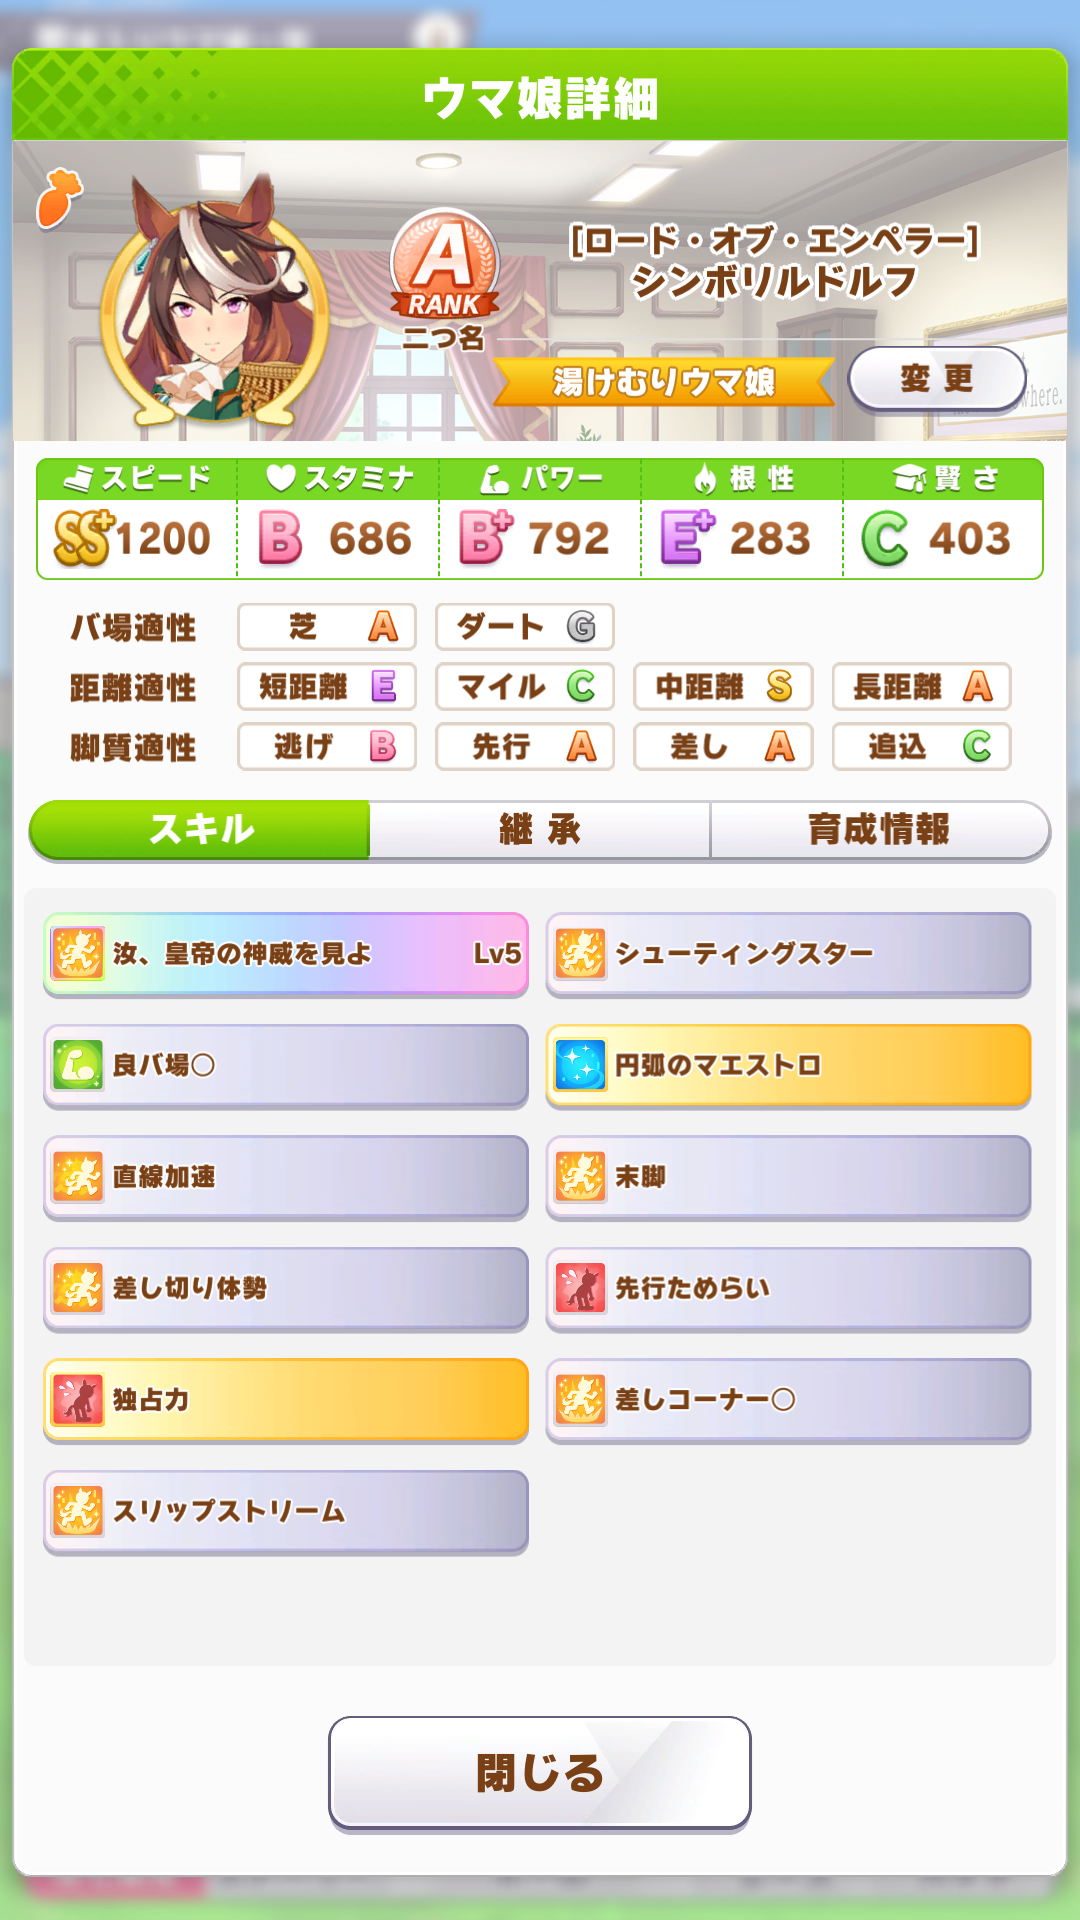 ウマ娘詳細
A
RANK
二つ名
[ロード・オブ・エンペラー]
シンボリルドルフ
湯けむりウマ娘
変更
スピード スタミナ パワー 根性 賢さ
SS+ 1200 B 686 B+ 792 E+ 283 C 403
バ場適性 芝 A ダート G
距離適性 短距離 E マイル C 中距離 S 長距離 A
脚質適性 逃げ B 先行 A 差し A 追込 C
スキル 継承 育成情報
汝、皇帝の神威を見よ Lv5 シューティングスター
良バ場○ 円弧のマエストロ
直線加速 末脚
差し切り体勢 先行ためらい
独占力 差しコーナー○
スリップストリーム
閉じる